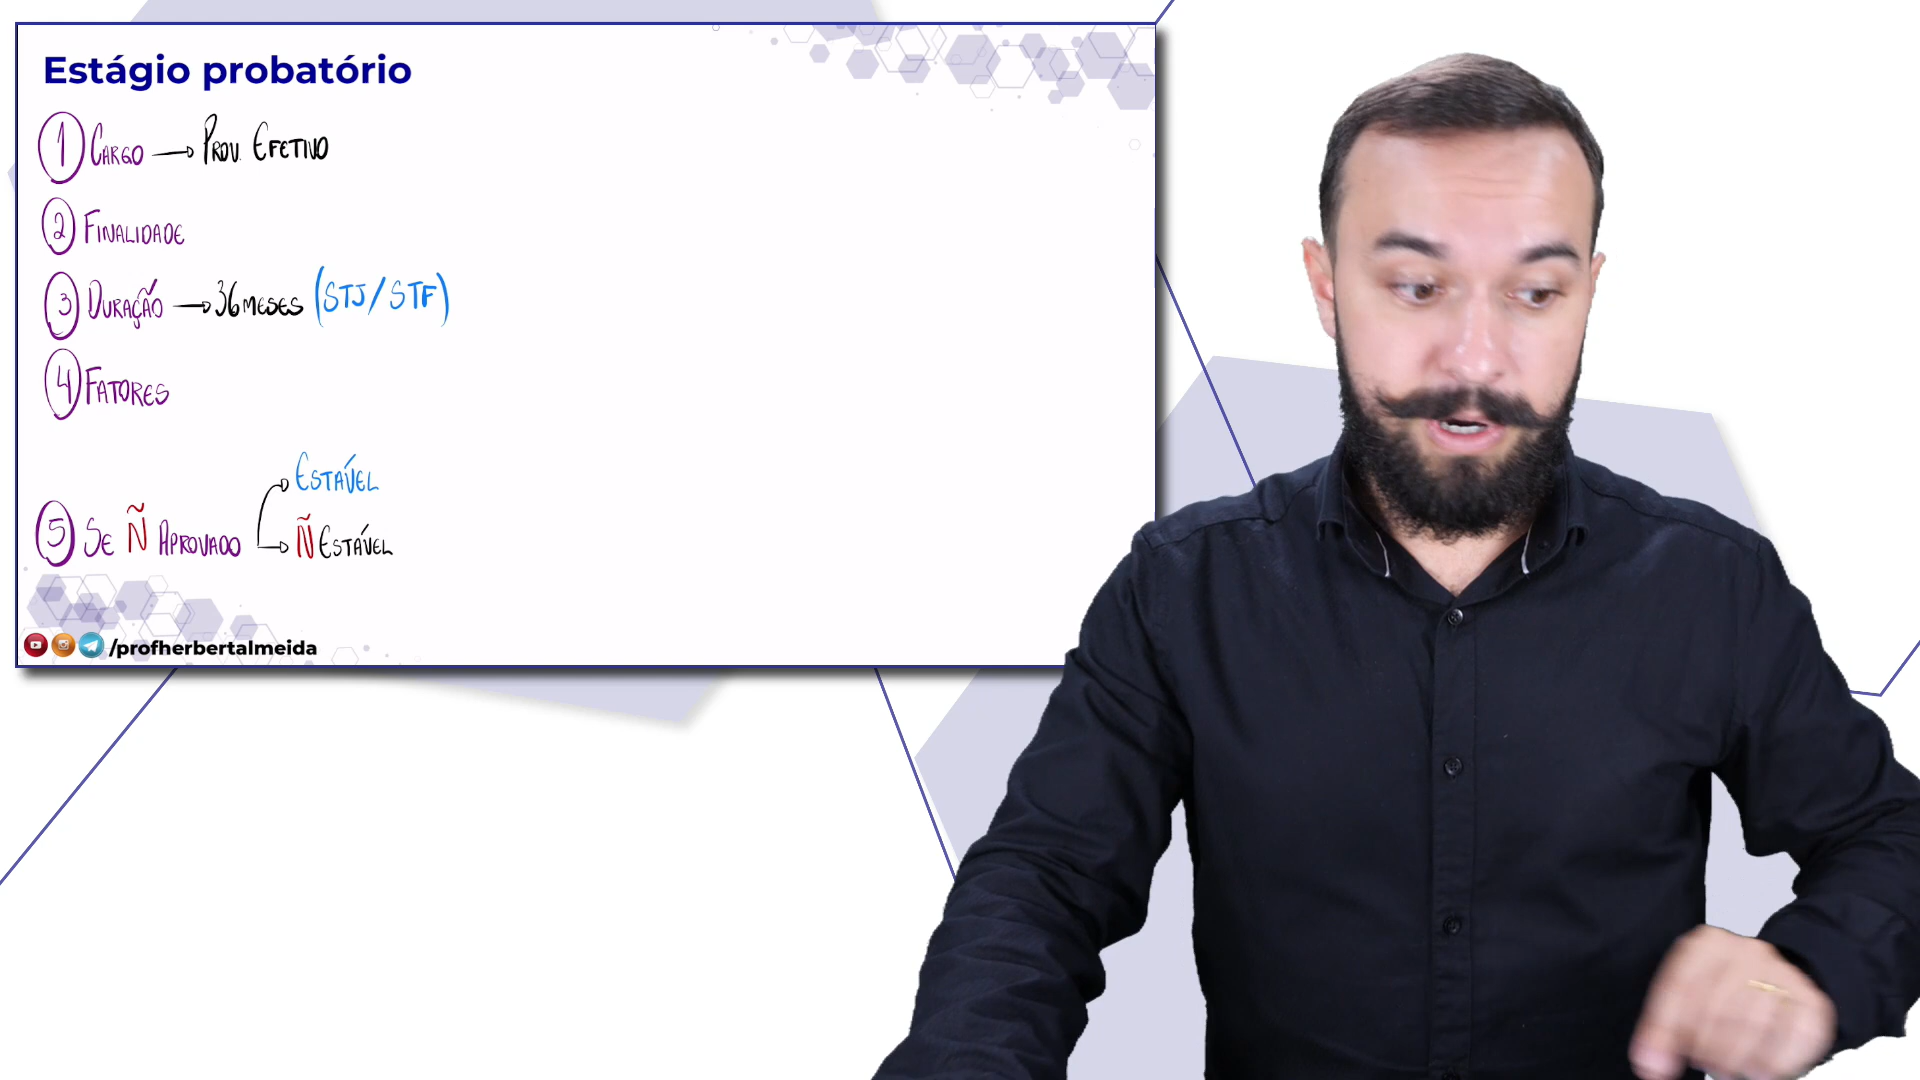 Estágio probatório
1 CARGO → PROV. EFETIVO
2 FINALIDADE
3 DURAÇÃO → 36 MESES (STJ/STF)
4 FATORES
ESTÁVEL
5 SE Ñ APROVADO
Ñ ESTÁVEL
/profherbertalmeida